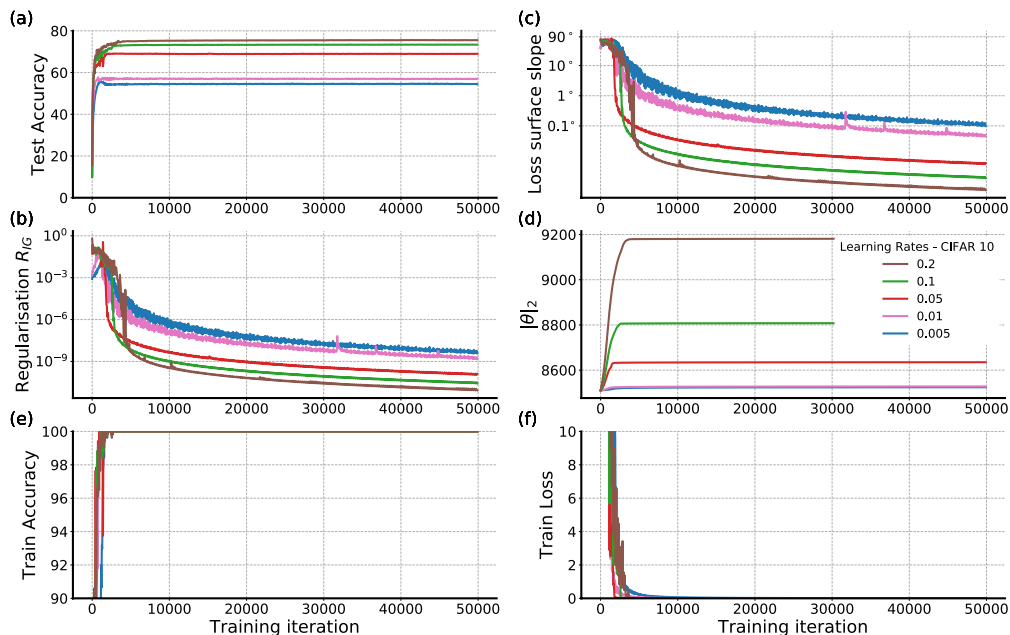 (a)
Test Accuracy
80
60
40
20
0
0 10000 20000 30000 40000 50000
(c)
Loss surface slope
90°
10°
1°
0.1°
0 10000 20000 30000 40000 50000
(b)
Regularisation R_IG
10^0
10^-3
10^-6
10^-9
0 10000 20000 30000 40000 50000
(d)
|θ|_2
9200
9000
8800
8600
0 10000 20000 30000 40000 50000
Learning Rates – CIFAR 10
0.2
0.1
0.05
0.01
0.005
(e)
Train Accuracy
100
98
96
94
92
90
0 10000 20000 30000 40000 50000
Training iteration
(f)
Train Loss
10
8
6
4
2
0
0 10000 20000 30000 40000 50000
Training iteration